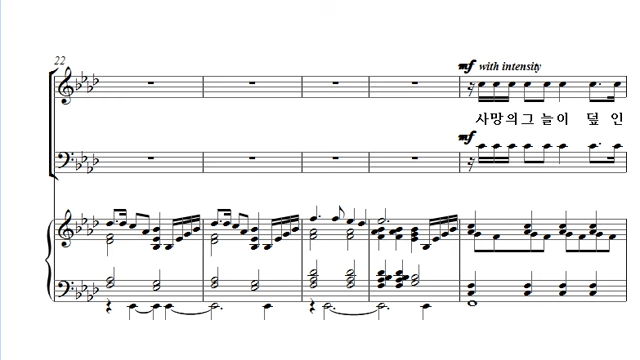 22
mf with intensity
사망의그늘이 덮 인
mf